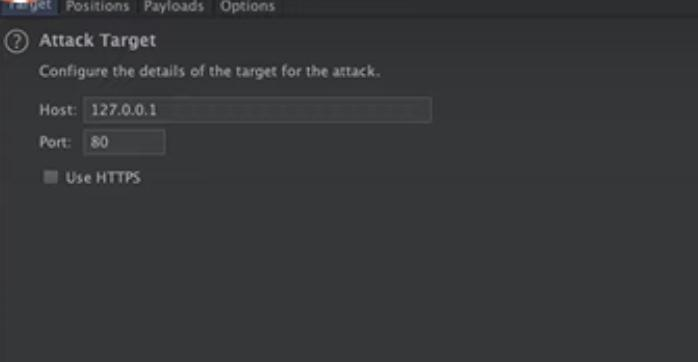 Target Positions Payloads Options
? Attack Target
Configure the details of the target for the attack.
Host: 127.0.0.1
Port: 80
Use HTTPS